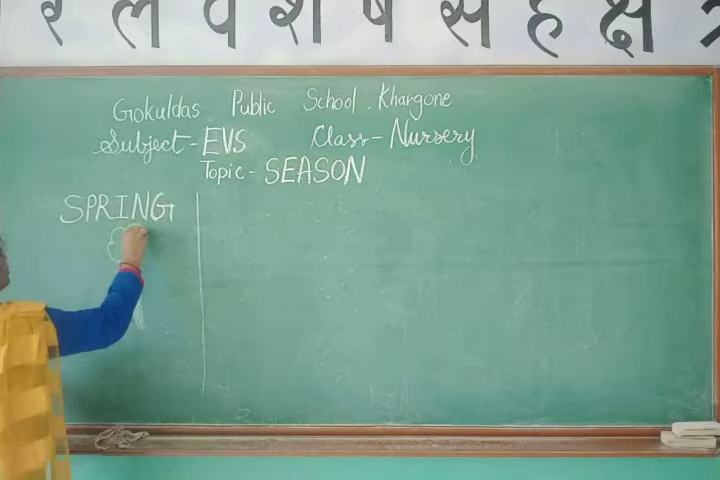 र ल व श ष स ह क्ष
Gokuldas Public School. Khargone
Subject - EVS Class - Nursery
Topic - SEASON
SPRING